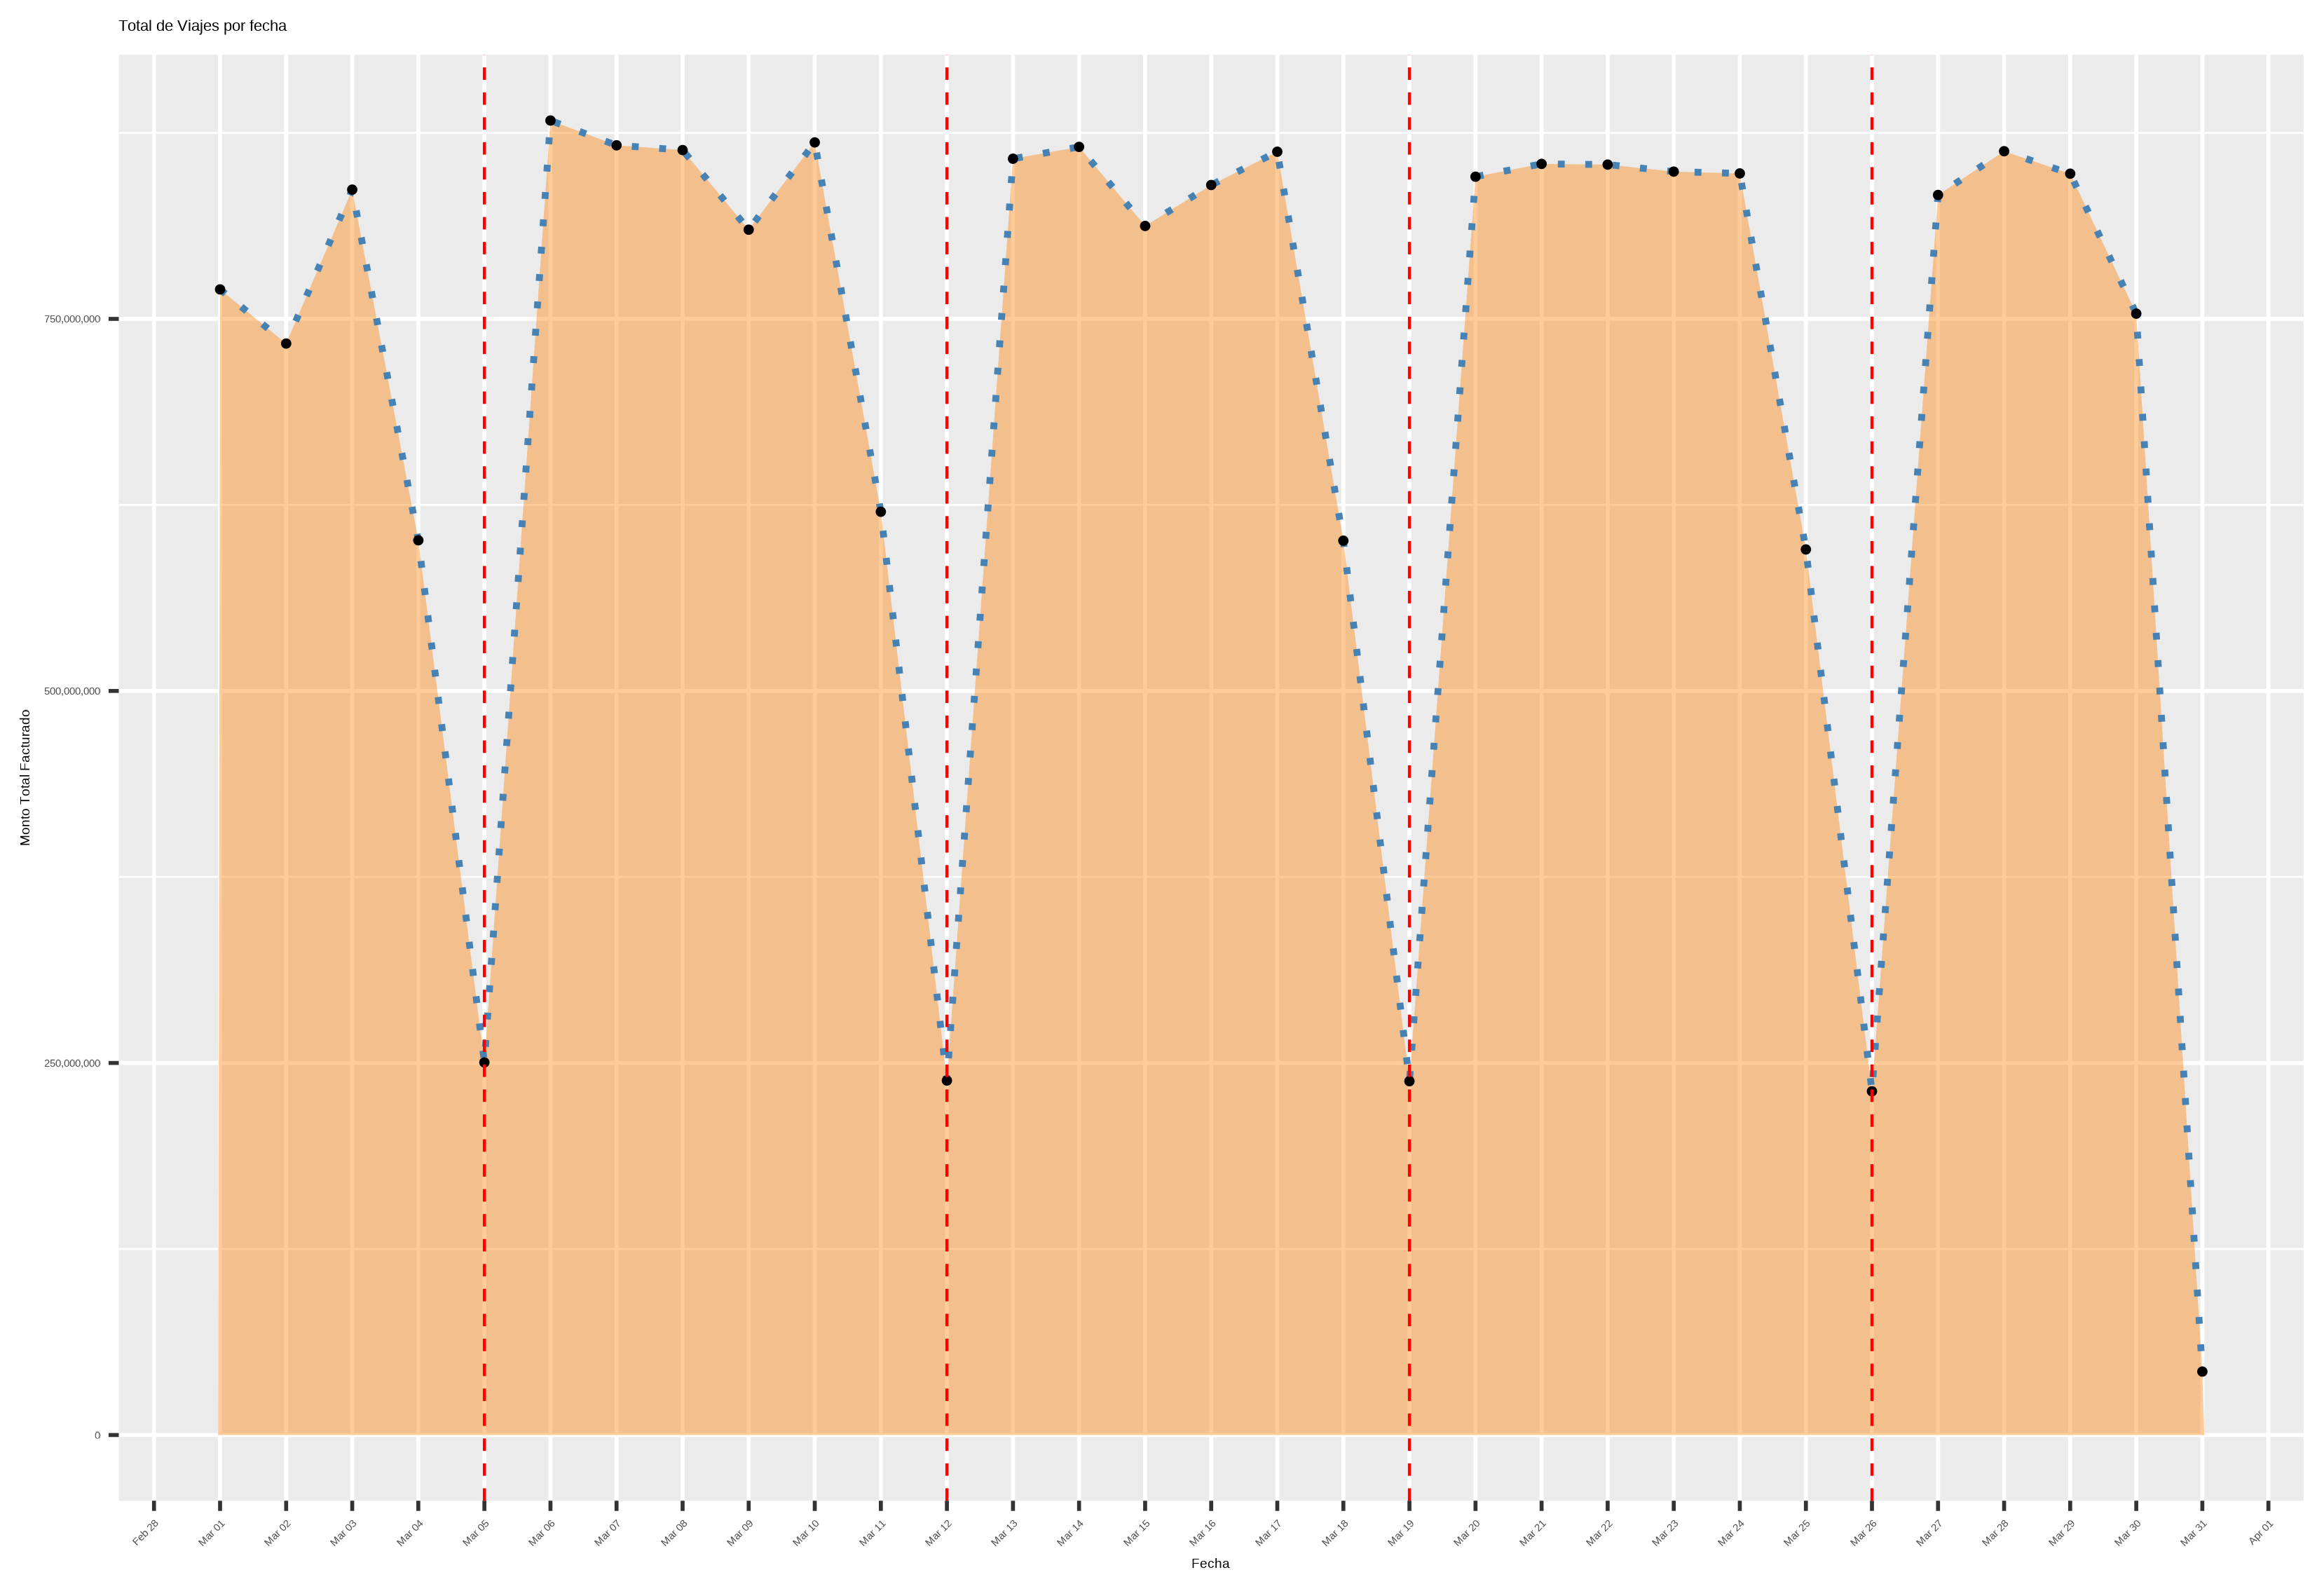 Total de Viajes por fecha
Monto Total Facturado
750,000,000
500,000,000
250,000,000
0
Feb 28
Mar 01
Mar 02
Mar 03
Mar 04
Mar 05
Mar 06
Mar 07
Mar 08
Mar 09
Mar 10
Mar 11
Mar 12
Mar 13
Mar 14
Mar 15
Mar 16
Mar 17
Mar 18
Mar 19
Mar 20
Mar 21
Mar 22
Mar 23
Mar 24
Mar 25
Mar 26
Mar 27
Mar 28
Mar 29
Mar 30
Mar 31
Apr 01
Fecha